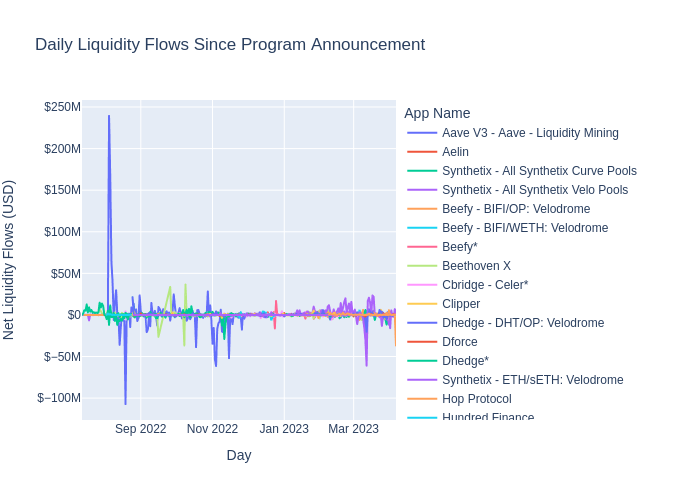 Daily Liquidity Flows Since Program Announcement
Net Liquidity Flows (USD)
$250M
$200M
$150M
$100M
$50M
$0
$−50M
$−100M
Sep 2022
Nov 2022
Jan 2023
Mar 2023
Day
App Name
Aave V3 - Aave - Liquidity Mining
Aelin
Synthetix - All Synthetix Curve Pools
Synthetix - All Synthetix Velo Pools
Beefy - BIFI/OP: Velodrome
Beefy - BIFI/WETH: Velodrome
Beefy*
Beethoven X
Cbridge - Celer*
Clipper
Dhedge - DHT/OP: Velodrome
Dforce
Dhedge*
Synthetix - ETH/sETH: Velodrome
Hop Protocol
Hundred Finance